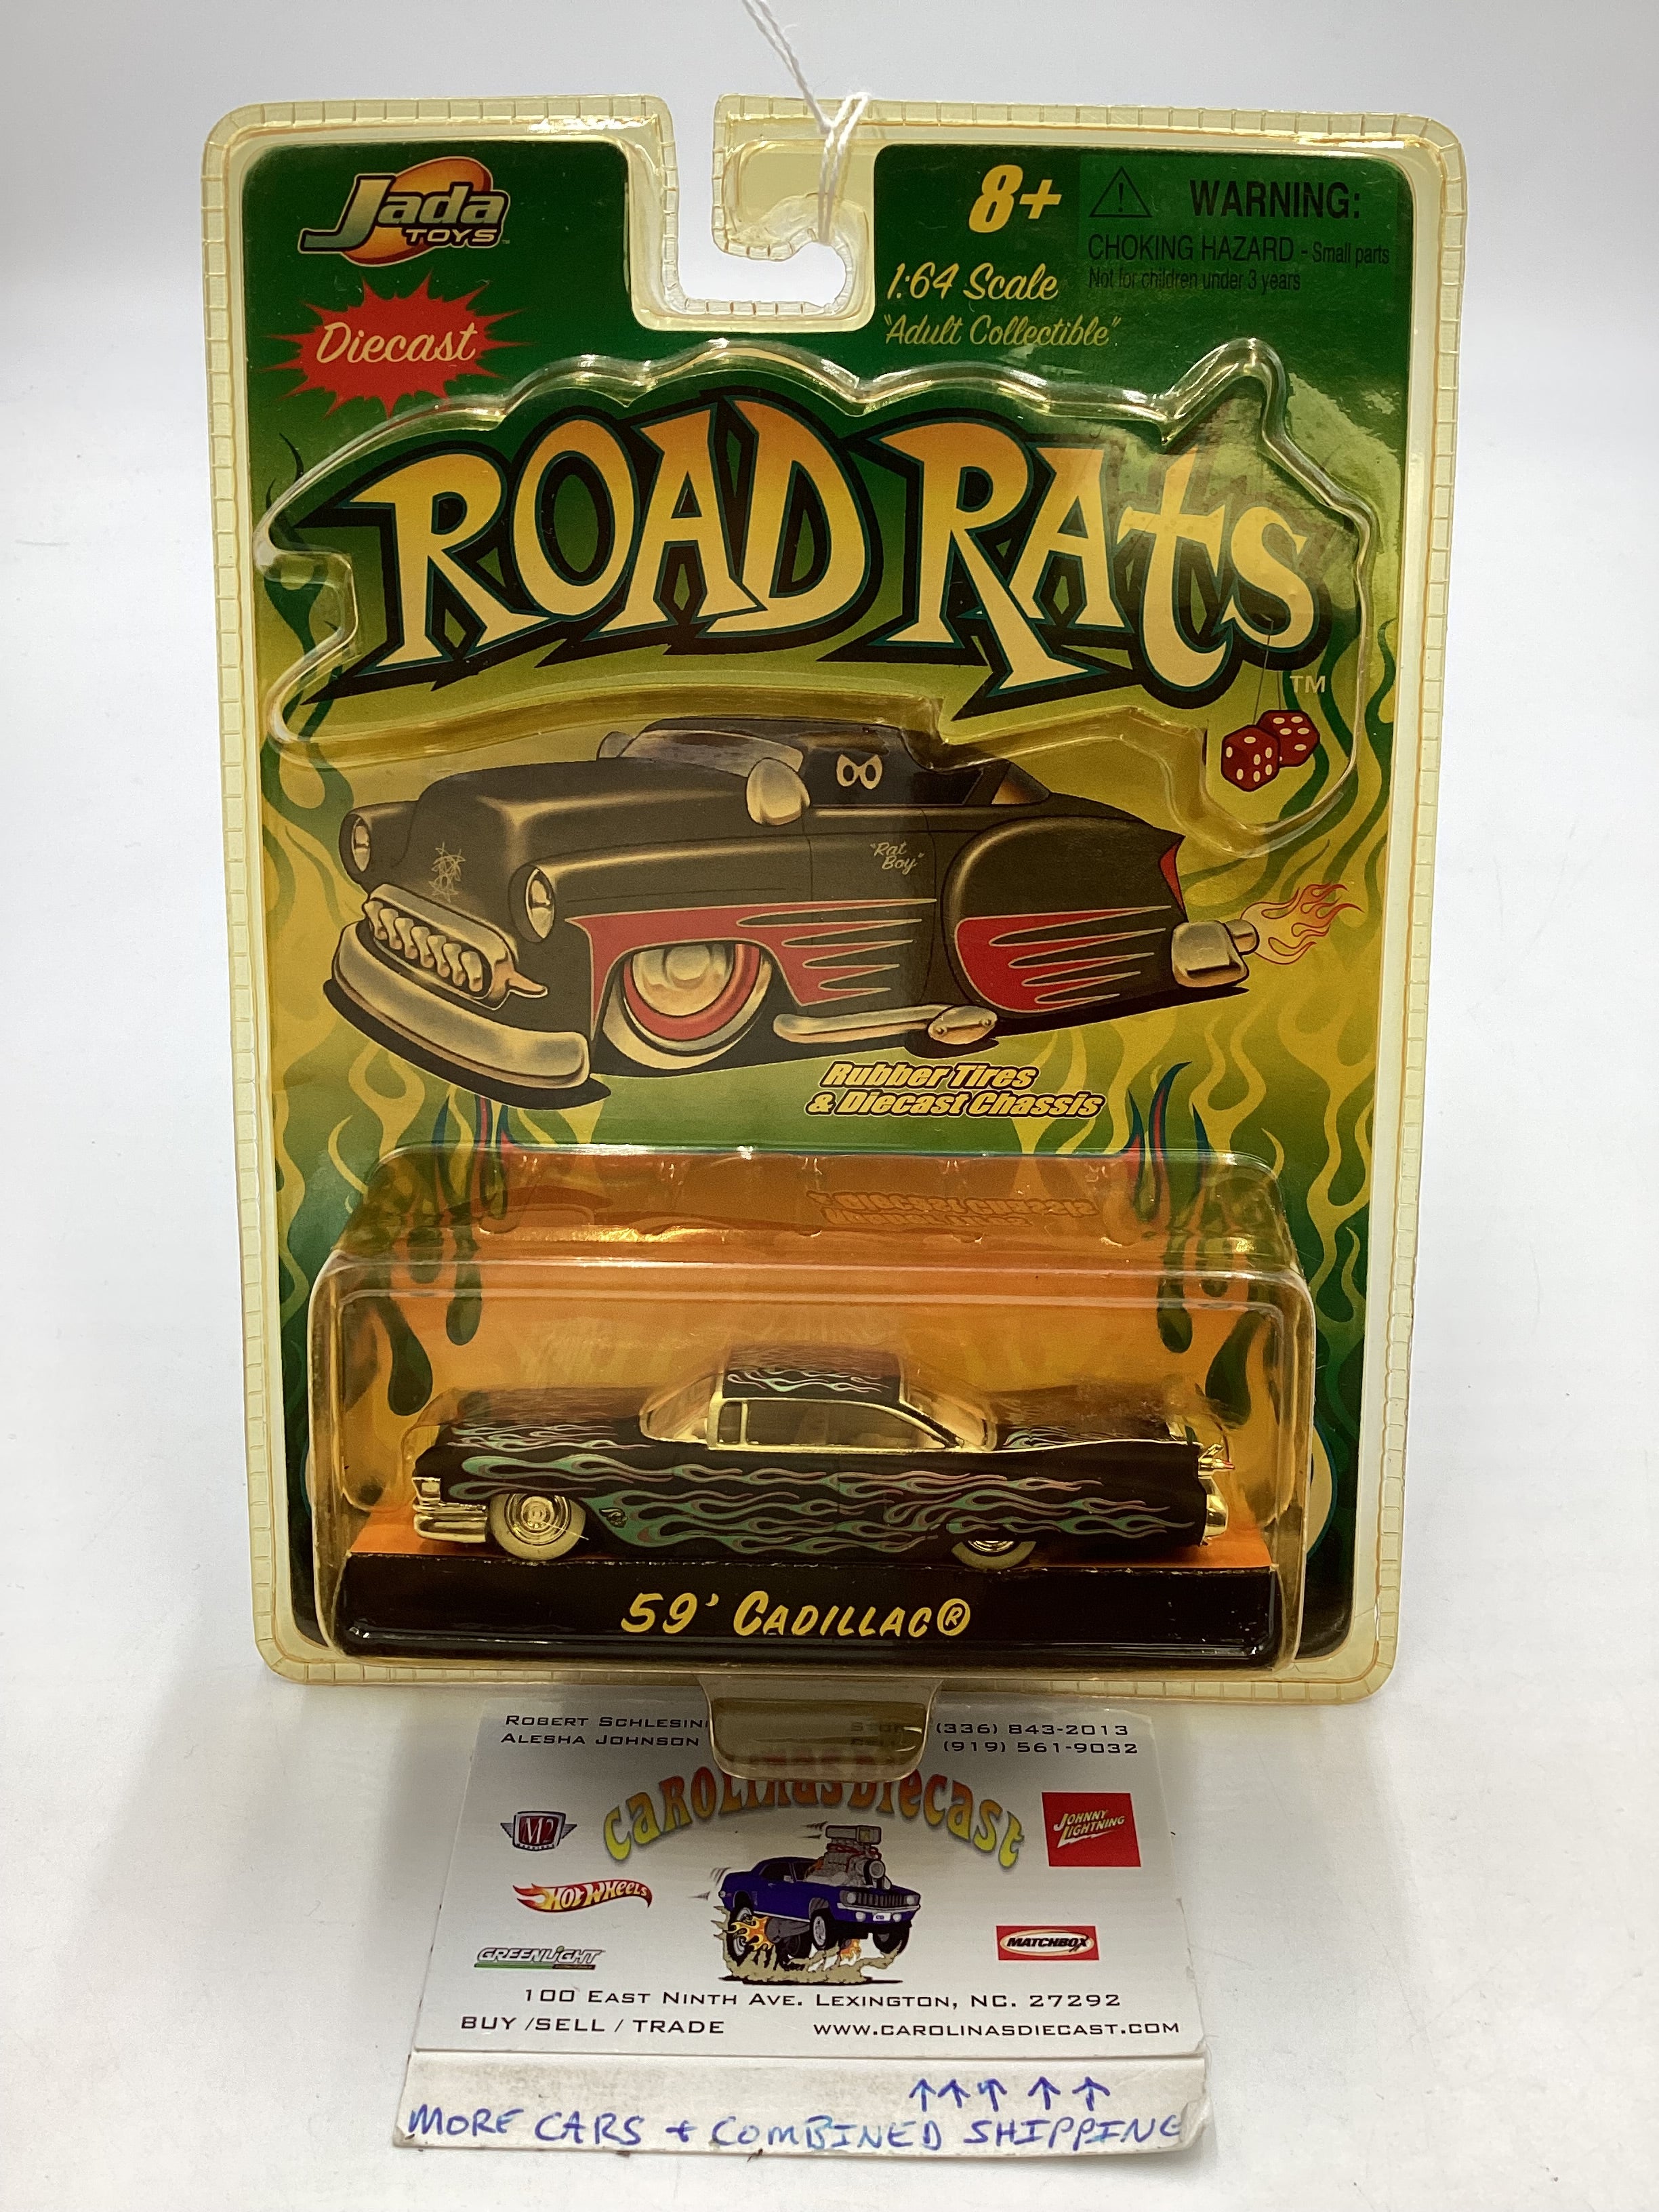 Jada
TOYS
Diecast
8+
WARNING:
CHOKING HAZARD - Small parts
Not for children under 3 years
1:64 Scale
"Adult Collectible"
ROAD RATS
TM
"Rat
Boy"
Rubber Tires
& Diecast Chassis
59' CADILLAC®
ROBERT (336) 843-2013
ALESHA JOHNSON (919) 561-9032
CAROLINAS DIECAST
M2
JOHNNY
LIGHTNING
HOT WHEELS
GREENLIGHT
MATCHBOX
100 EAST NINTH AVE. LEXINGTON, NC. 27292
BUY /SELL / TRADE WWW.CAROLINASDIECAST.COM
↑↑↑ ↑ ↑
MORE CARS + COMBINED SHIPPING